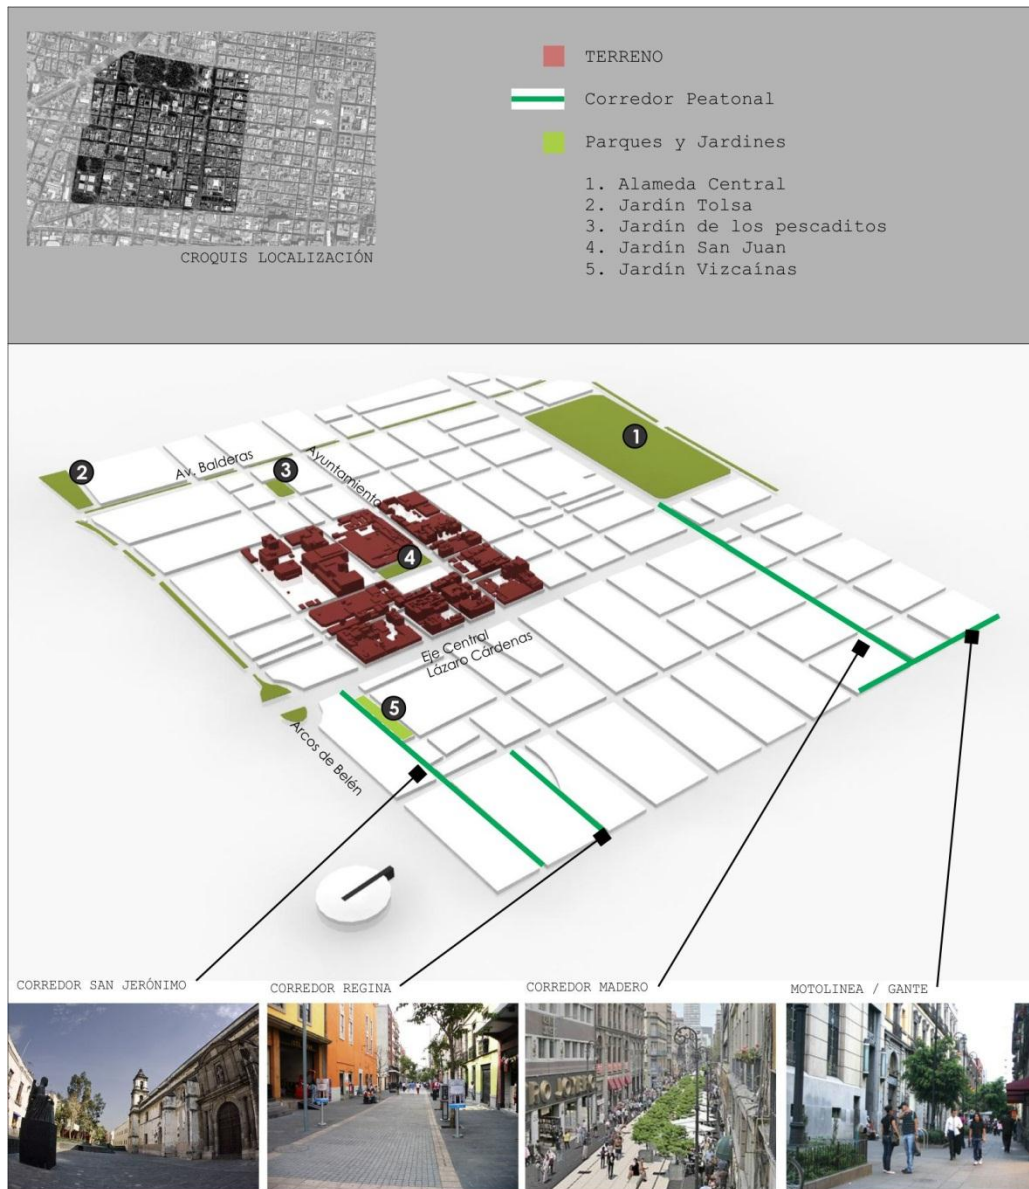 TERRENO
Corredor Peatonal
Parques y Jardines
1. Alameda Central
2. Jardín Tolsa
3. Jardín de los pescaditos
4. Jardín San Juan
5. Jardín Vizcaínas
CROQUIS LOCALIZACIÓN
1
2
Av. Balderas
3
Ayuntamiento
4
Eje Central
Lázaro Cárdenas
5
Arcos de Belén
CORREDOR SAN JERÓNIMO
CORREDOR REGINA
CORREDOR MADERO
MOTOLINEA / GANTE